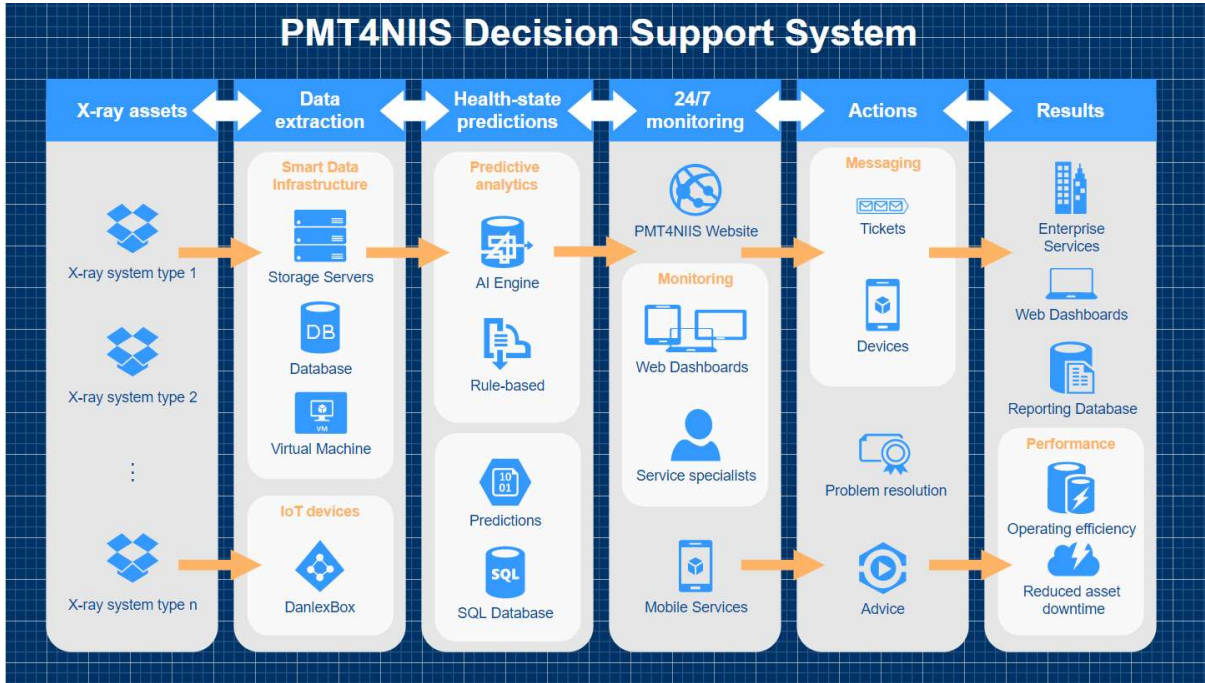 PMT4NIIS Decision Support System
X-ray assets
Data
extraction
Health-state
predictions
24/7
monitoring
Actions
Results
X-ray system type 1
X-ray system type 2
⋮
X-ray system type n
Smart Data
Infrastructure
Storage Servers
DB
Database
VM
Virtual Machine
IoT devices
DanlexBox
Predictive
analytics
AI Engine
Rule-based
10
01
Predictions
SQL
SQL Database
PMT4NIIS Website
Monitoring
Web Dashboards
Service specialists
Mobile Services
Messaging
Tickets
Devices
Problem resolution
Advice
Enterprise
Services
Web Dashboards
Reporting Database
Performance
Operating efficiency
Reduced asset
downtime